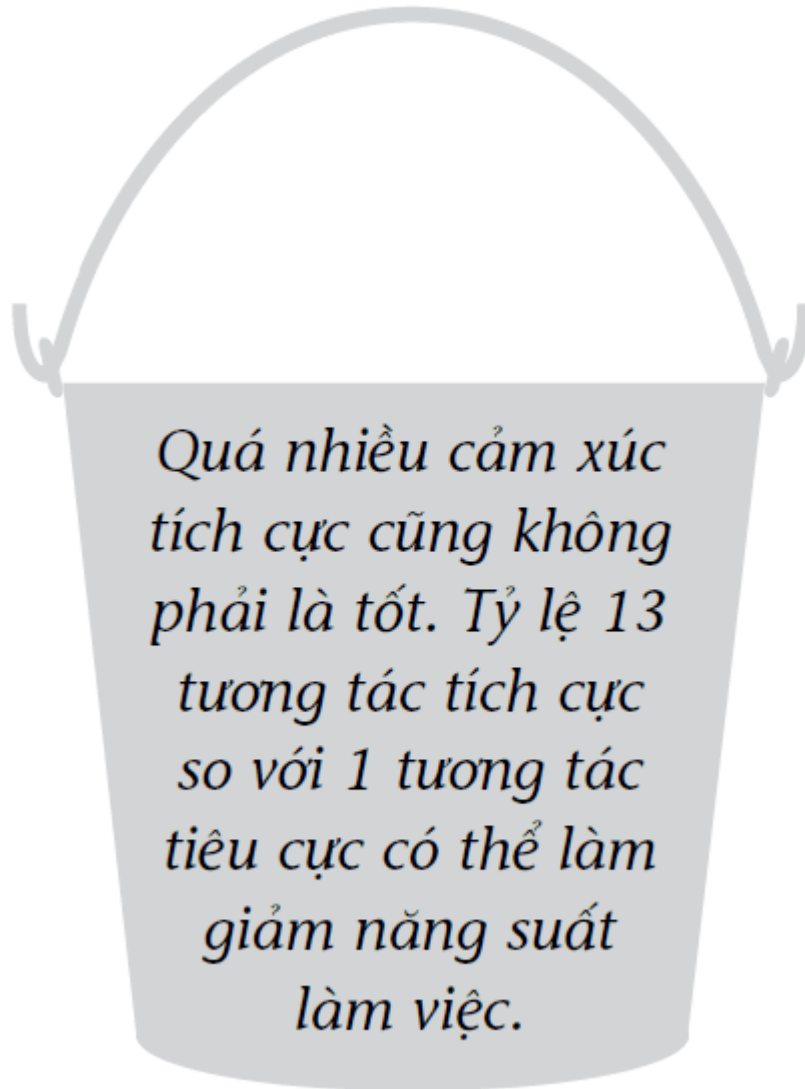 Quá nhiều cảm xúc
tích cực cũng không
phải là tốt. Tỷ lệ 13
tương tác tích cực
so với 1 tương tác
tiêu cực có thể làm
giảm năng suất
làm việc.